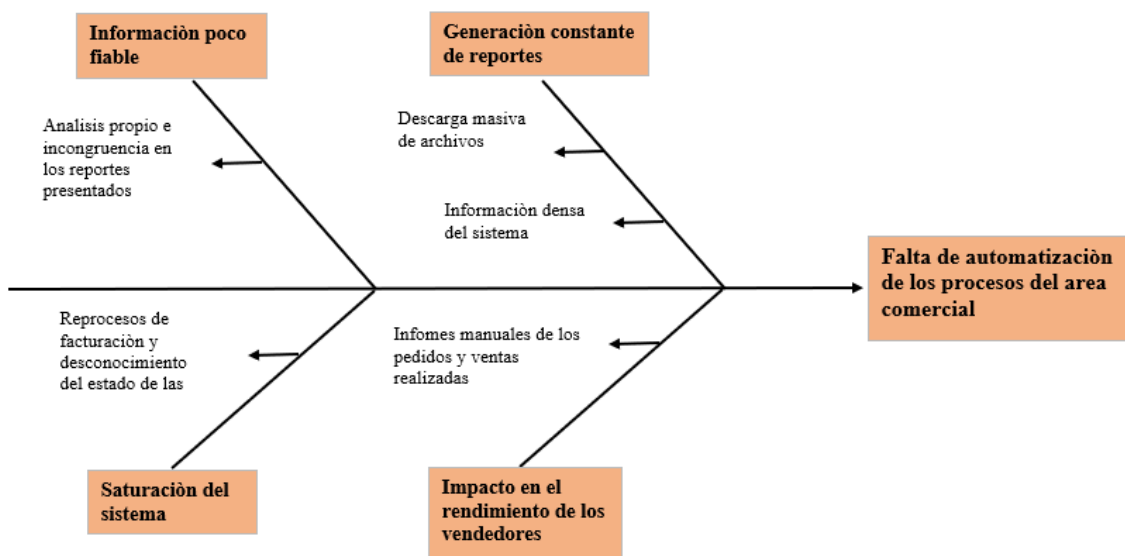 Informaciòn poco
fiable
Generaciòn constante
de reportes
Analisis propio e
incongruencia en
los reportes
presentados
Descarga masiva
de archivos
Informaciòn densa
del sistema
Falta de automatizaciòn
de los procesos del area
comercial
Reprocesos de
facturaciòn y
desconocimiento
del estado de las
Infomes manuales de los
pedidos y ventas
realizadas
Saturaciòn del
sistema
Impacto en el
rendimiento de los
vendedores